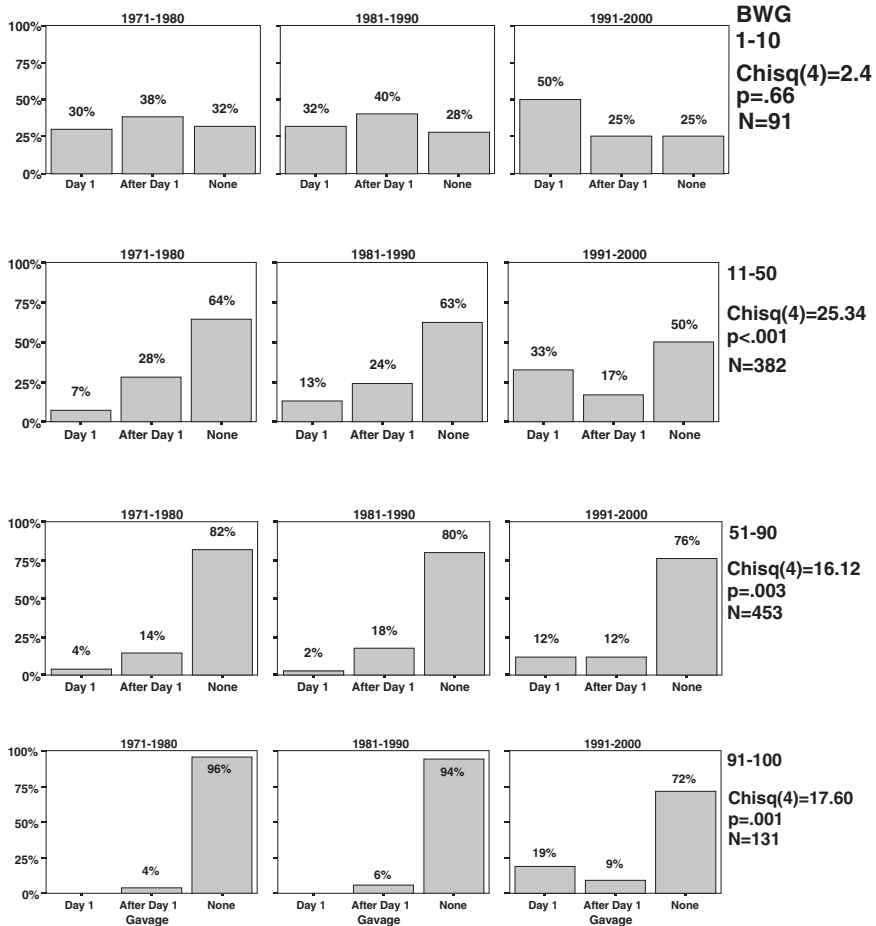 BWG
1-10
Chisq(4)=2.4
p=.66
N=91
1971-1980 1981-1990 1991-2000
100%
75%
50%
25%
0%
30% 38% 32% 32% 40% 28% 50% 25% 25%
Day 1 After Day 1 None Day 1 After Day 1 None Day 1 After Day 1 None
11-50
Chisq(4)=25.34
p<.001
N=382
1971-1980 1981-1990 1991-2000
100%
75%
50%
25%
0%
7% 28% 64% 13% 24% 63% 33% 17% 50%
Day 1 After Day 1 None Day 1 After Day 1 None Day 1 After Day 1 None
51-90
Chisq(4)=16.12
p=.003
N=453
1971-1980 1981-1990 1991-2000
100%
75%
50%
25%
0%
4% 14% 82% 2% 18% 80% 12% 12% 76%
Day 1 After Day 1 None Day 1 After Day 1 None Day 1 After Day 1 None
91-100
Chisq(4)=17.60
p=.001
N=131
1971-1980 1981-1990 1991-2000
100%
75%
50%
25%
0%
4% 96% 6% 94% 19% 9% 72%
Day 1 After Day 1 None Day 1 After Day 1 None Day 1 After Day 1 None
Gavage Gavage Gavage